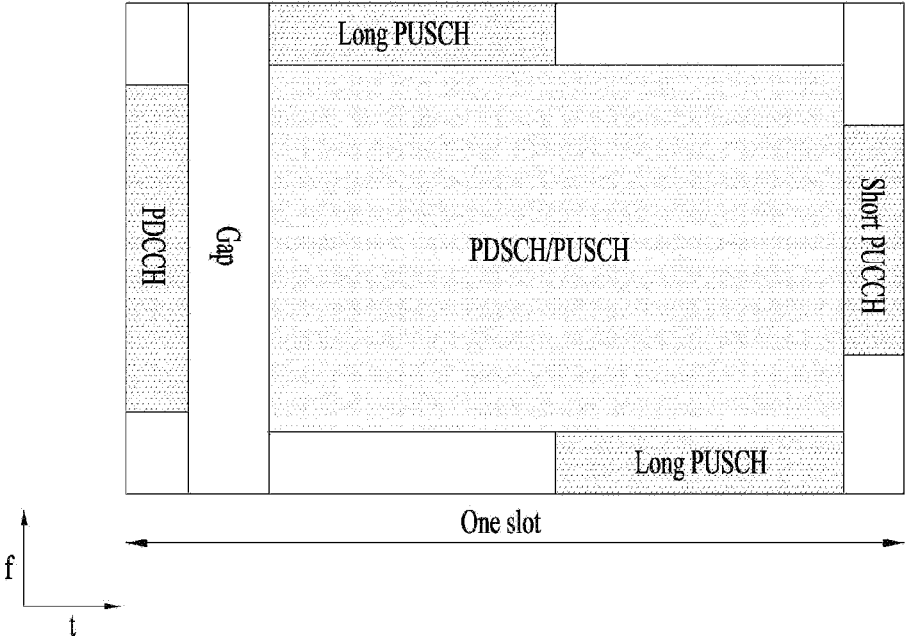 Long PUSCH
PDCCH
Gap
PDSCH/PUSCH
Short PUCCH
Long PUSCH
One slot
f
t